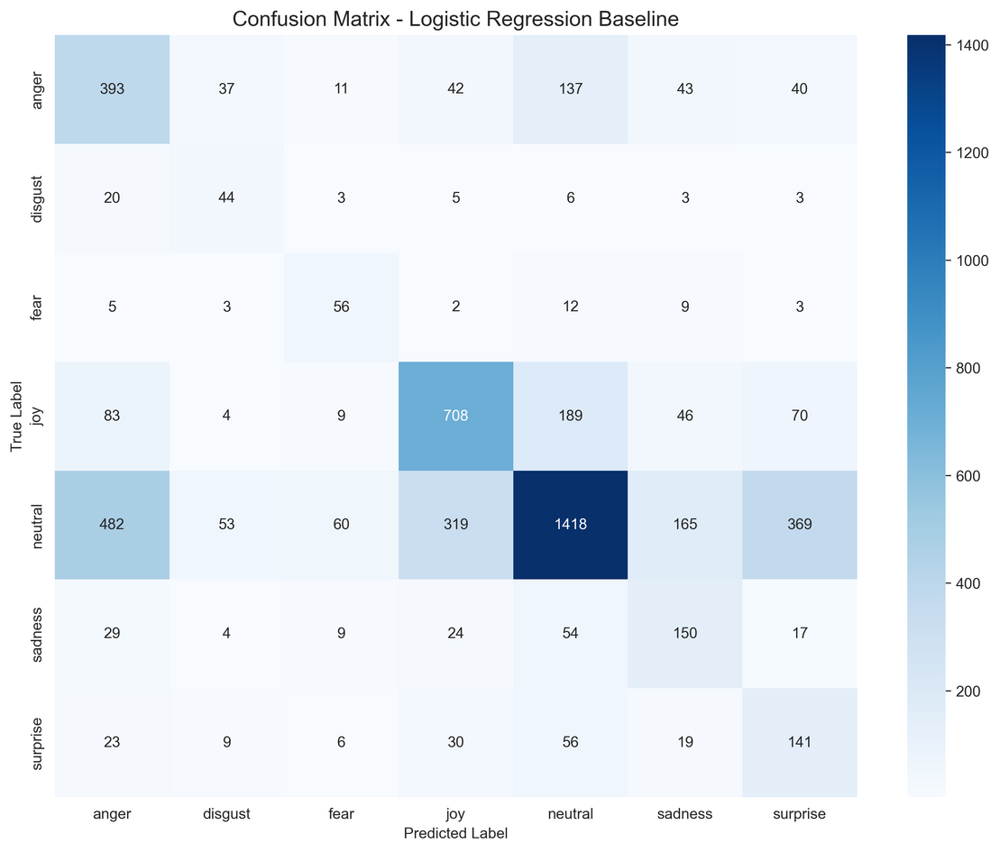 Confusion Matrix - Logistic Regression Baseline
True Label
anger 393 37 11 42 137 43 40
disgust 20 44 3 5 6 3 3
fear 5 3 56 2 12 9 3
joy 83 4 9 708 189 46 70
neutral 482 53 60 319 1418 165 369
sadness 29 4 9 24 54 150 17
surprise 23 9 6 30 56 19 141
anger disgust fear joy neutral sadness surprise
Predicted Label
1400
1200
1000
800
600
400
200